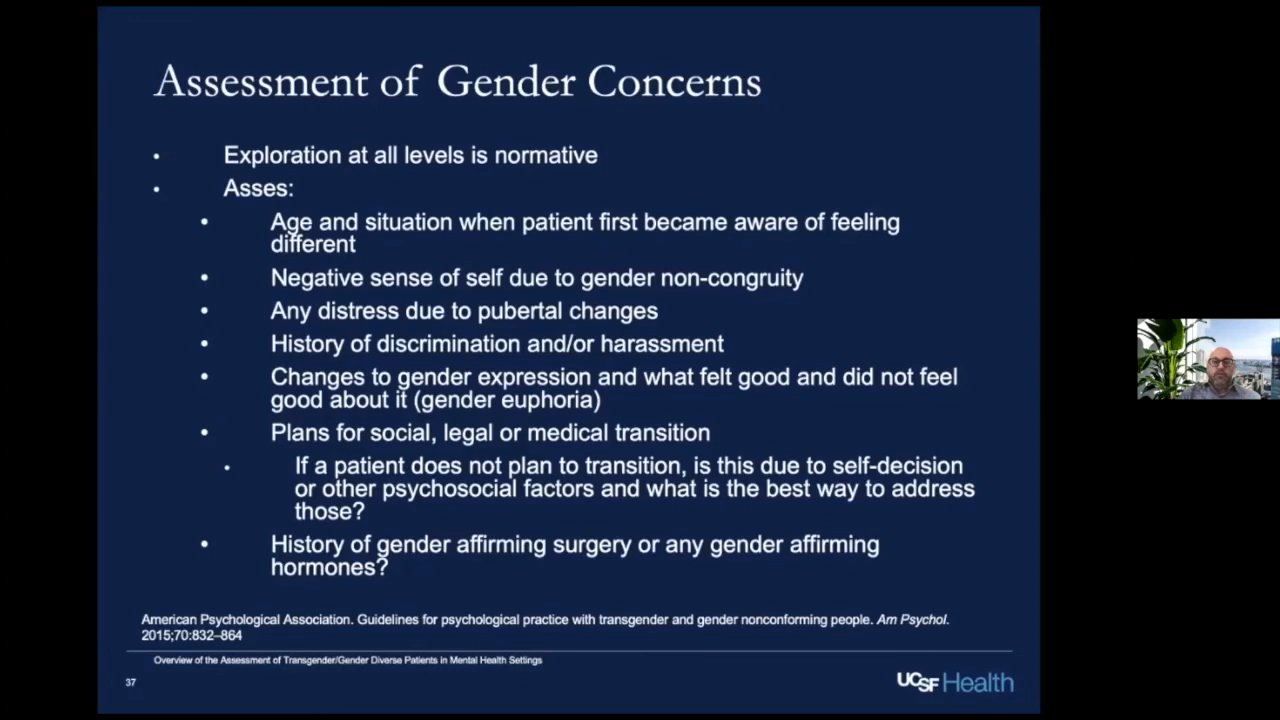 Assessment of Gender Concerns
• Exploration at all levels is normative
• Asses:
• Age and situation when patient first became aware of feeling
different
• Negative sense of self due to gender non-congruity
• Any distress due to pubertal changes
• History of discrimination and/or harassment
• Changes to gender expression and what felt good and did not feel
good about it (gender euphoria)
• Plans for social, legal or medical transition
• If a patient does not plan to transition, is this due to self-decision
or other psychosocial factors and what is the best way to address
those?
• History of gender affirming surgery or any gender affirming
hormones?
American Psychological Association. Guidelines for psychological practice with transgender and gender nonconforming people. Am Psychol.
2015;70:832–864
Overview of the Assessment of Transgender/Gender Diverse Patients in Mental Health Settings
37
UCSF Health